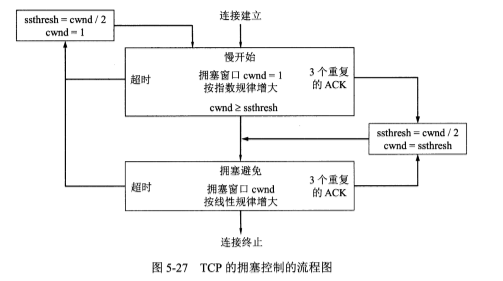 连接建立
ssthresh = cwnd / 2
cwnd = 1
慢开始
超时
拥塞窗口 cwnd = 1
按指数规律增大
3 个重复
的 ACK
cwnd ≥ ssthresh
ssthresh = cwnd / 2
cwnd = ssthresh
拥塞避免
超时
拥塞窗口 cwnd
按线性规律增大
3 个重复
的 ACK
连接终止
图 5-27 TCP 的拥塞控制的流程图